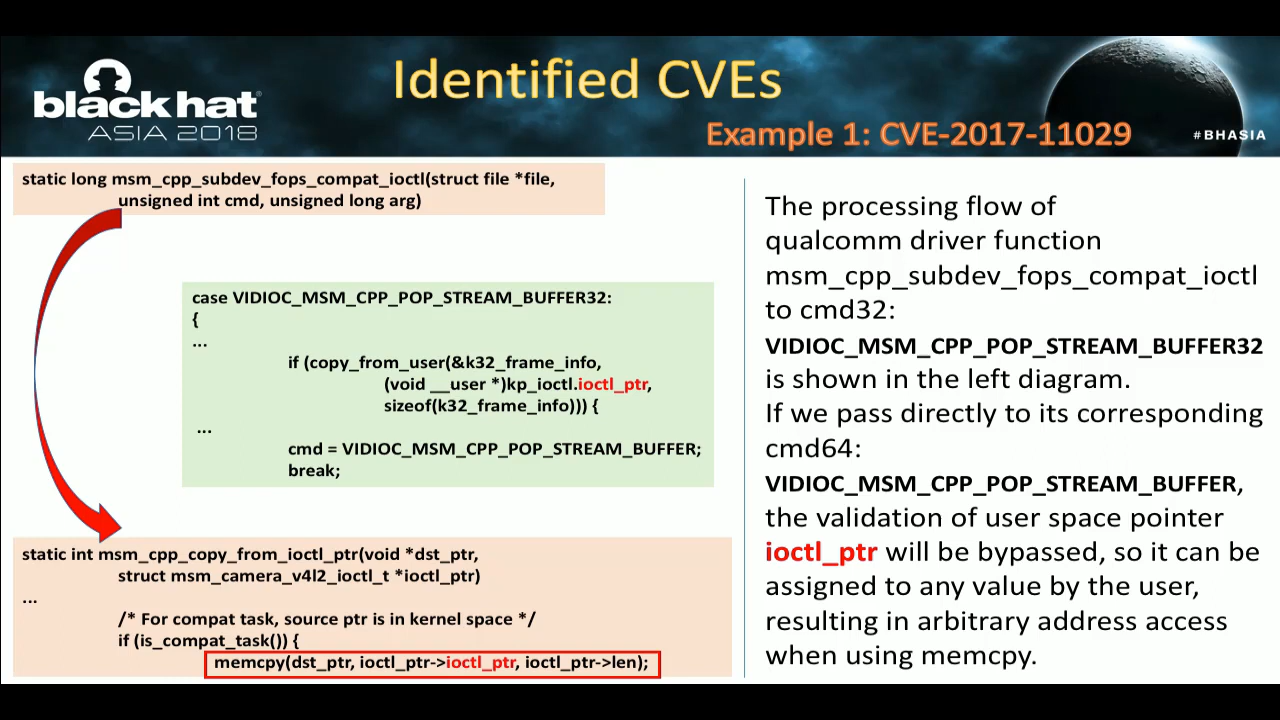 black hat
ASIA 2018
Identified CVEs
Example 1: CVE-2017-11029
#BHASIA
static long msm_cpp_subdev_fops_compat_ioctl(struct file *file,
unsigned int cmd, unsigned long arg)
case VIDIOC_MSM_CPP_POP_STREAM_BUFFER32:
{
...
if (copy_from_user(&k32_frame_info,
(void __user *)kp_ioctl.ioctl_ptr,
sizeof(k32_frame_info))) {
...
cmd = VIDIOC_MSM_CPP_POP_STREAM_BUFFER;
break;
static int msm_cpp_copy_from_ioctl_ptr(void *dst_ptr,
struct msm_camera_v4l2_ioctl_t *ioctl_ptr)
...
/* For compat task, source ptr is in kernel space */
if (is_compat_task()) {
memcpy(dst_ptr, ioctl_ptr->ioctl_ptr, ioctl_ptr->len);
The processing flow of
qualcomm driver function
msm_cpp_subdev_fops_compat_ioctl
to cmd32:
VIDIOC_MSM_CPP_POP_STREAM_BUFFER32
is shown in the left diagram.
If we pass directly to its corresponding
cmd64:
VIDIOC_MSM_CPP_POP_STREAM_BUFFER,
the validation of user space pointer
ioctl_ptr will be bypassed, so it can be
assigned to any value by the user,
resulting in arbitrary address access
when using memcpy.